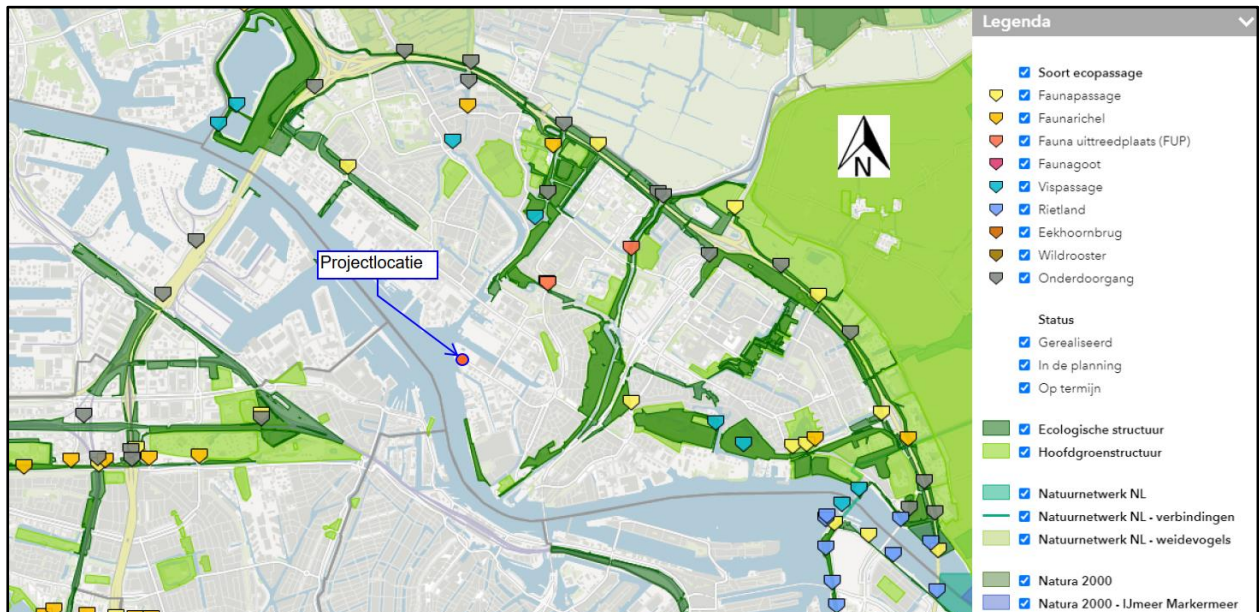 Legenda
Soort ecopassage
Faunapassage
Faunarichel
Fauna uittreedplaats (FUP)
Faunagoot
Vispassage
Rietland
Eekhoornbrug
Wildrooster
Onderdoorgang
Status
Gerealiseerd
In de planning
Op termijn
Ecologische structuur
Hoofdgroenstructuur
Natuurnetwerk NL
Natuurnetwerk NL - verbindingen
Natuurnetwerk NL - weidevogels
Natura 2000
Natura 2000 - IJmeer Markermeer
N
Projectlocatie